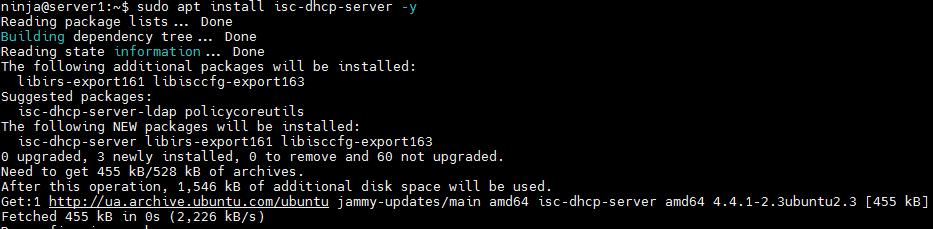 ninja@server1:~$ sudo apt install isc-dhcp-server -y
Reading package lists... Done
Building dependency tree... Done
Reading state information... Done
The following additional packages will be installed:
  libirs-export161 libisccfg-export163
Suggested packages:
  isc-dhcp-server-ldap policycoreutils
The following NEW packages will be installed:
  isc-dhcp-server libirs-export161 libisccfg-export163
0 upgraded, 3 newly installed, 0 to remove and 60 not upgraded.
Need to get 455 kB/528 kB of archives.
After this operation, 1,546 kB of additional disk space will be used.
Get:1 http://ua.archive.ubuntu.com/ubuntu jammy-updates/main amd64 isc-dhcp-server amd64 4.4.1-2.3ubuntu2.3 [455 kB]
Fetched 455 kB in 0s (2,226 kB/s)